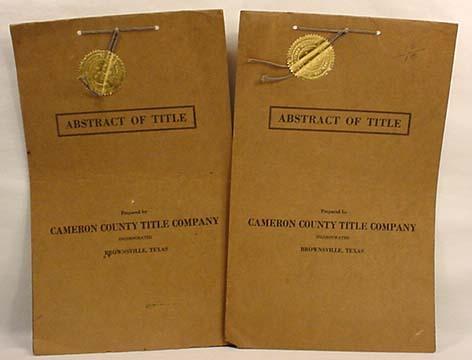 ABSTRACT OF TITLE
Prepared by
CAMERON COUNTY TITLE COMPANY
INCORPORATED
BROWNSVILLE, TEXAS
ABSTRACT OF TITLE
Prepared by
CAMERON COUNTY TITLE COMPANY
INCORPORATED
BROWNSVILLE, TEXAS